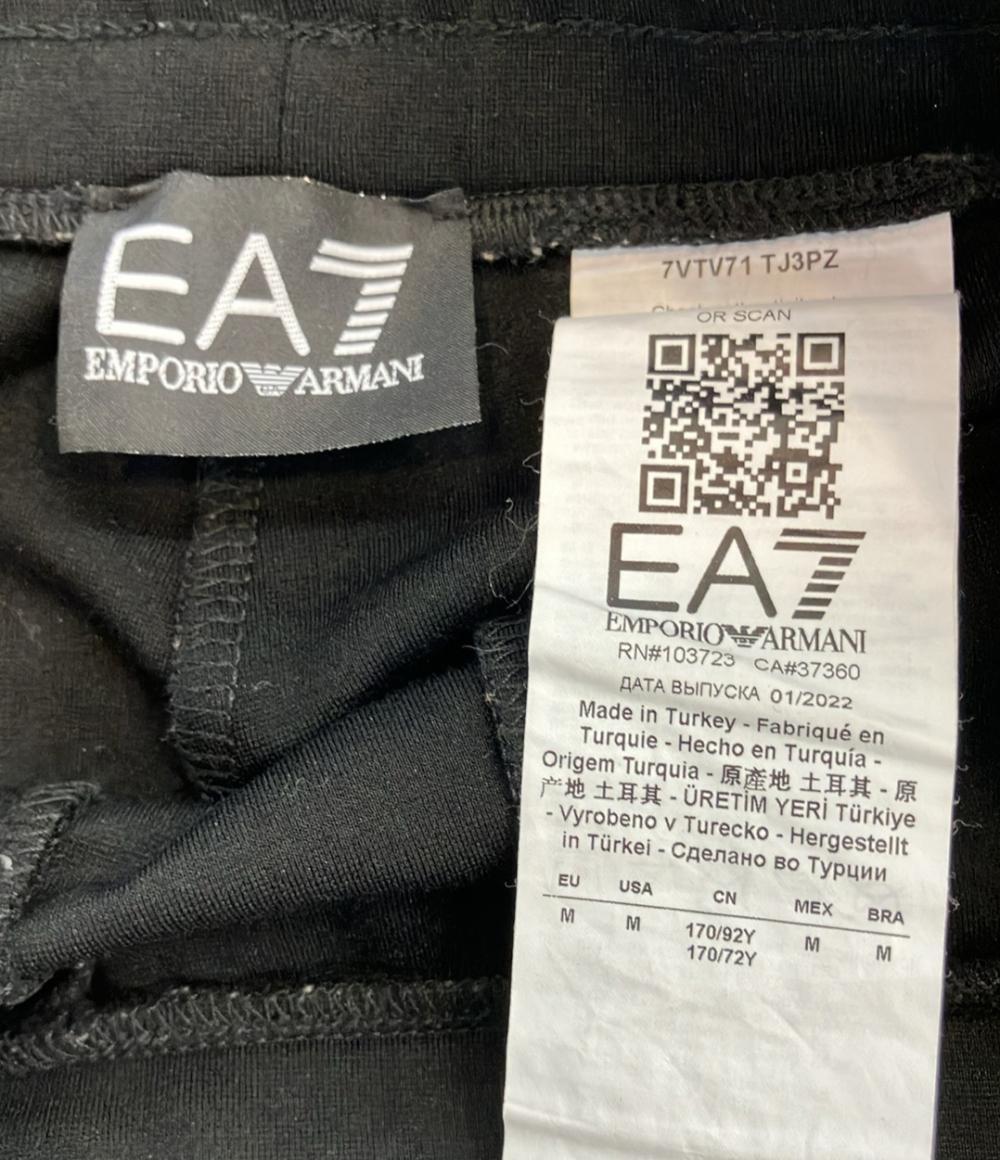 EA7
EMPORIO ARMANI
7VTV71 TJ3PZ
OR SCAN
EA7
EMPORIO ARMANI
RN#103723 CA#37360
ДАТА ВЫПУСКА 01/2022
Made in Turkey - Fabriqué en
Turquie - Hecho en Turquía -
Origem Turquia - 原產地 土耳其 - 原
产地 土耳其 - ÜRETİM YERİ Türkiye
- Vyrobeno v Turecko - Hergestellt
in Türkei - Сделано во Турции
EU USA CN MEX BRA
M M 170/92Y M M
170/72Y